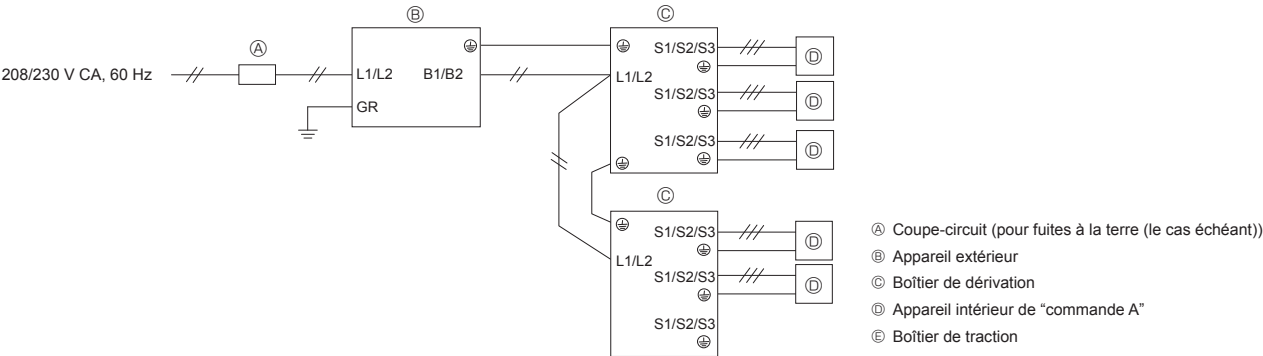 Ⓑ Ⓒ
Ⓐ
S1/S2/S3 Ⓓ
208/230 V CA, 60 Hz L1/L2 B1/B2 L1/L2
S1/S2/S3 Ⓓ
GR
S1/S2/S3 Ⓓ
Ⓒ
S1/S2/S3 Ⓓ
L1/L2
S1/S2/S3 Ⓓ
S1/S2/S3
Ⓐ Coupe-circuit (pour fuites à la terre (le cas échéant))
Ⓑ Appareil extérieur
Ⓒ Boîtier de dérivation
Ⓓ Appareil intérieur de “commande A”
Ⓔ Boîtier de traction